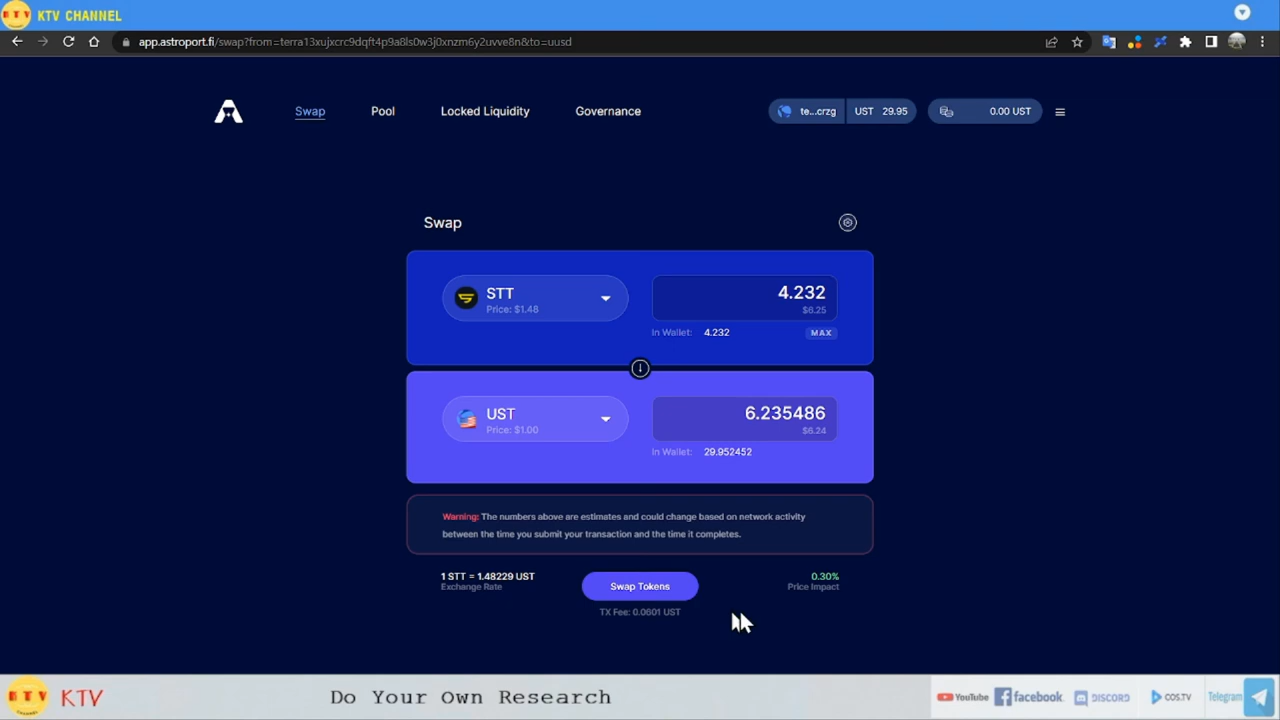 KTV CHANNEL
app.astroport.fi/swap?from=terra13xujxcrc9dqft4p9a8ls0w3j0xnzm6y2uvve8n&to=uusd
Swap
Pool
Locked Liquidity
Governance
te...crzg
UST 29.95
0.00 UST
Swap
STT
Price: $1.48
4.232
$6.25
In Wallet: 4.232
MAX
UST
Price: $1.00
6.235486
$6.24
In Wallet: 29.952452
Warning: The numbers above are estimates and could change based on network activity
between the time you submit your transaction and the time it completes.
1 STT = 1.48229 UST
Exchange Rate
Swap Tokens
0.30%
Price Impact
TX Fee: 0.0601 UST
KTV
CHANNEL
KTV
Do Your Own Research
YouTube
facebook.
DISCORD
COS.TV
Telegram